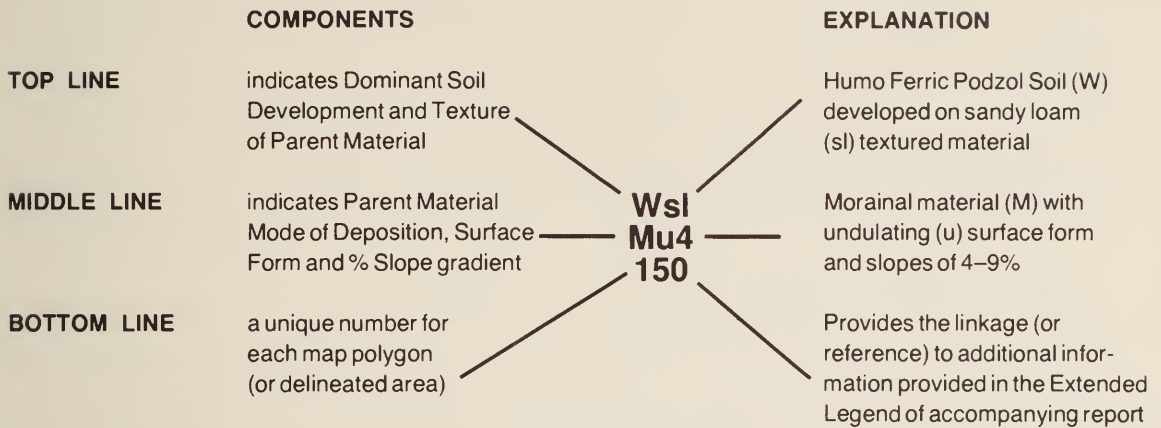 COMPONENTS
EXPLANATION
TOP LINE
indicates Dominant Soil
Development and Texture
of Parent Material
Humo Ferric Podzol Soil (W)
developed on sandy loam
(sl) textured material
MIDDLE LINE
indicates Parent Material
Mode of Deposition, Surface
Form and % Slope gradient
Wsl
Mu4
150
Morainal material (M) with
undulating (u) surface form
and slopes of 4–9%
BOTTOM LINE
a unique number for
each map polygon
(or delineated area)
Provides the linkage (or
reference) to additional infor-
mation provided in the Extended
Legend of accompanying report